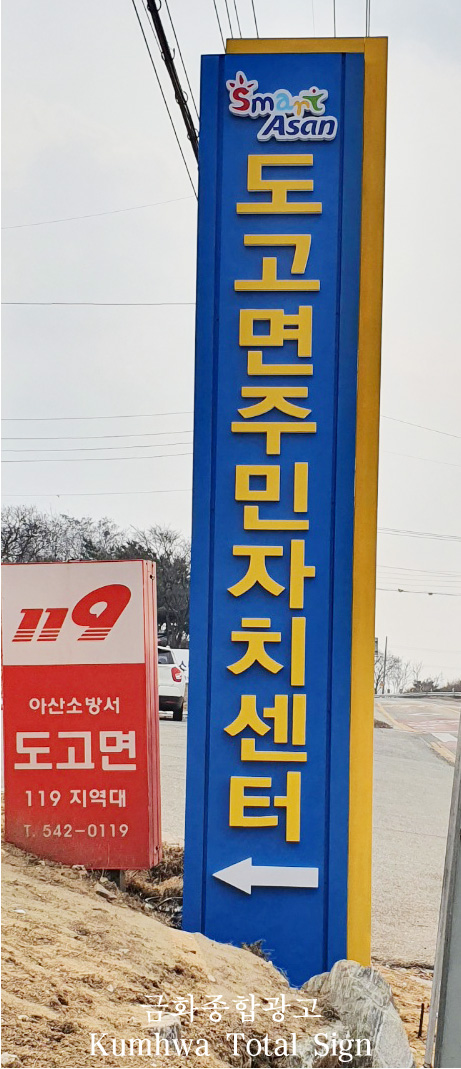 Smart
Asan
도고면주민자치센터
119
아산소방서
도고면
119 지역대
T. 542-0119
금화종합광고
Kumhwa Total Sign